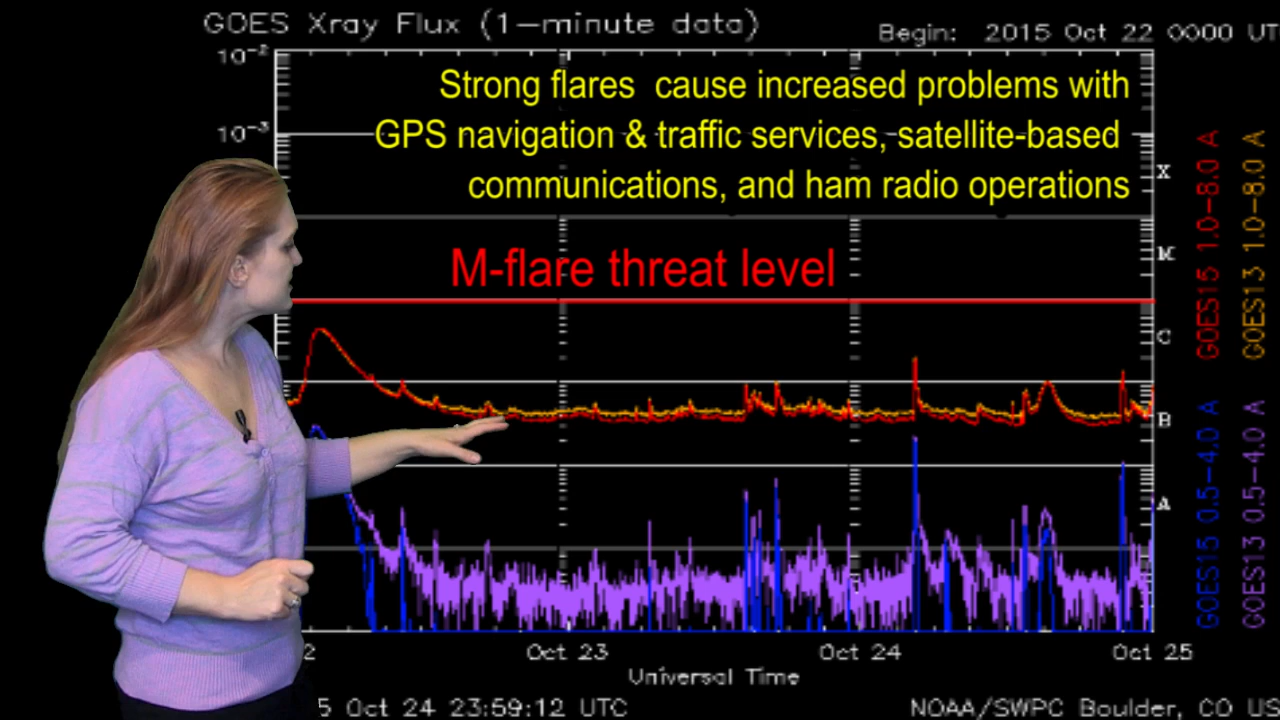 GOES Xray Flux (1-minute data)
Begin: 2015 Oct 22 0000 UT
10-2
Strong flares cause increased problems with
10-3
GPS navigation & traffic services, satellite-based
communications, and ham radio operations
X
M-flare threat level
M
C
B
A
GOES15 1.0-8.0 A
GOES13 1.0-8.0 A
GOES15 0.5-4.0 A
GOES13 0.5-4.0 A
2 Oct 23 Oct 24 Oct 25
Universal Time
5 Oct 24 23:59:12 UTC
NOAA/SWPC Boulder, CO US